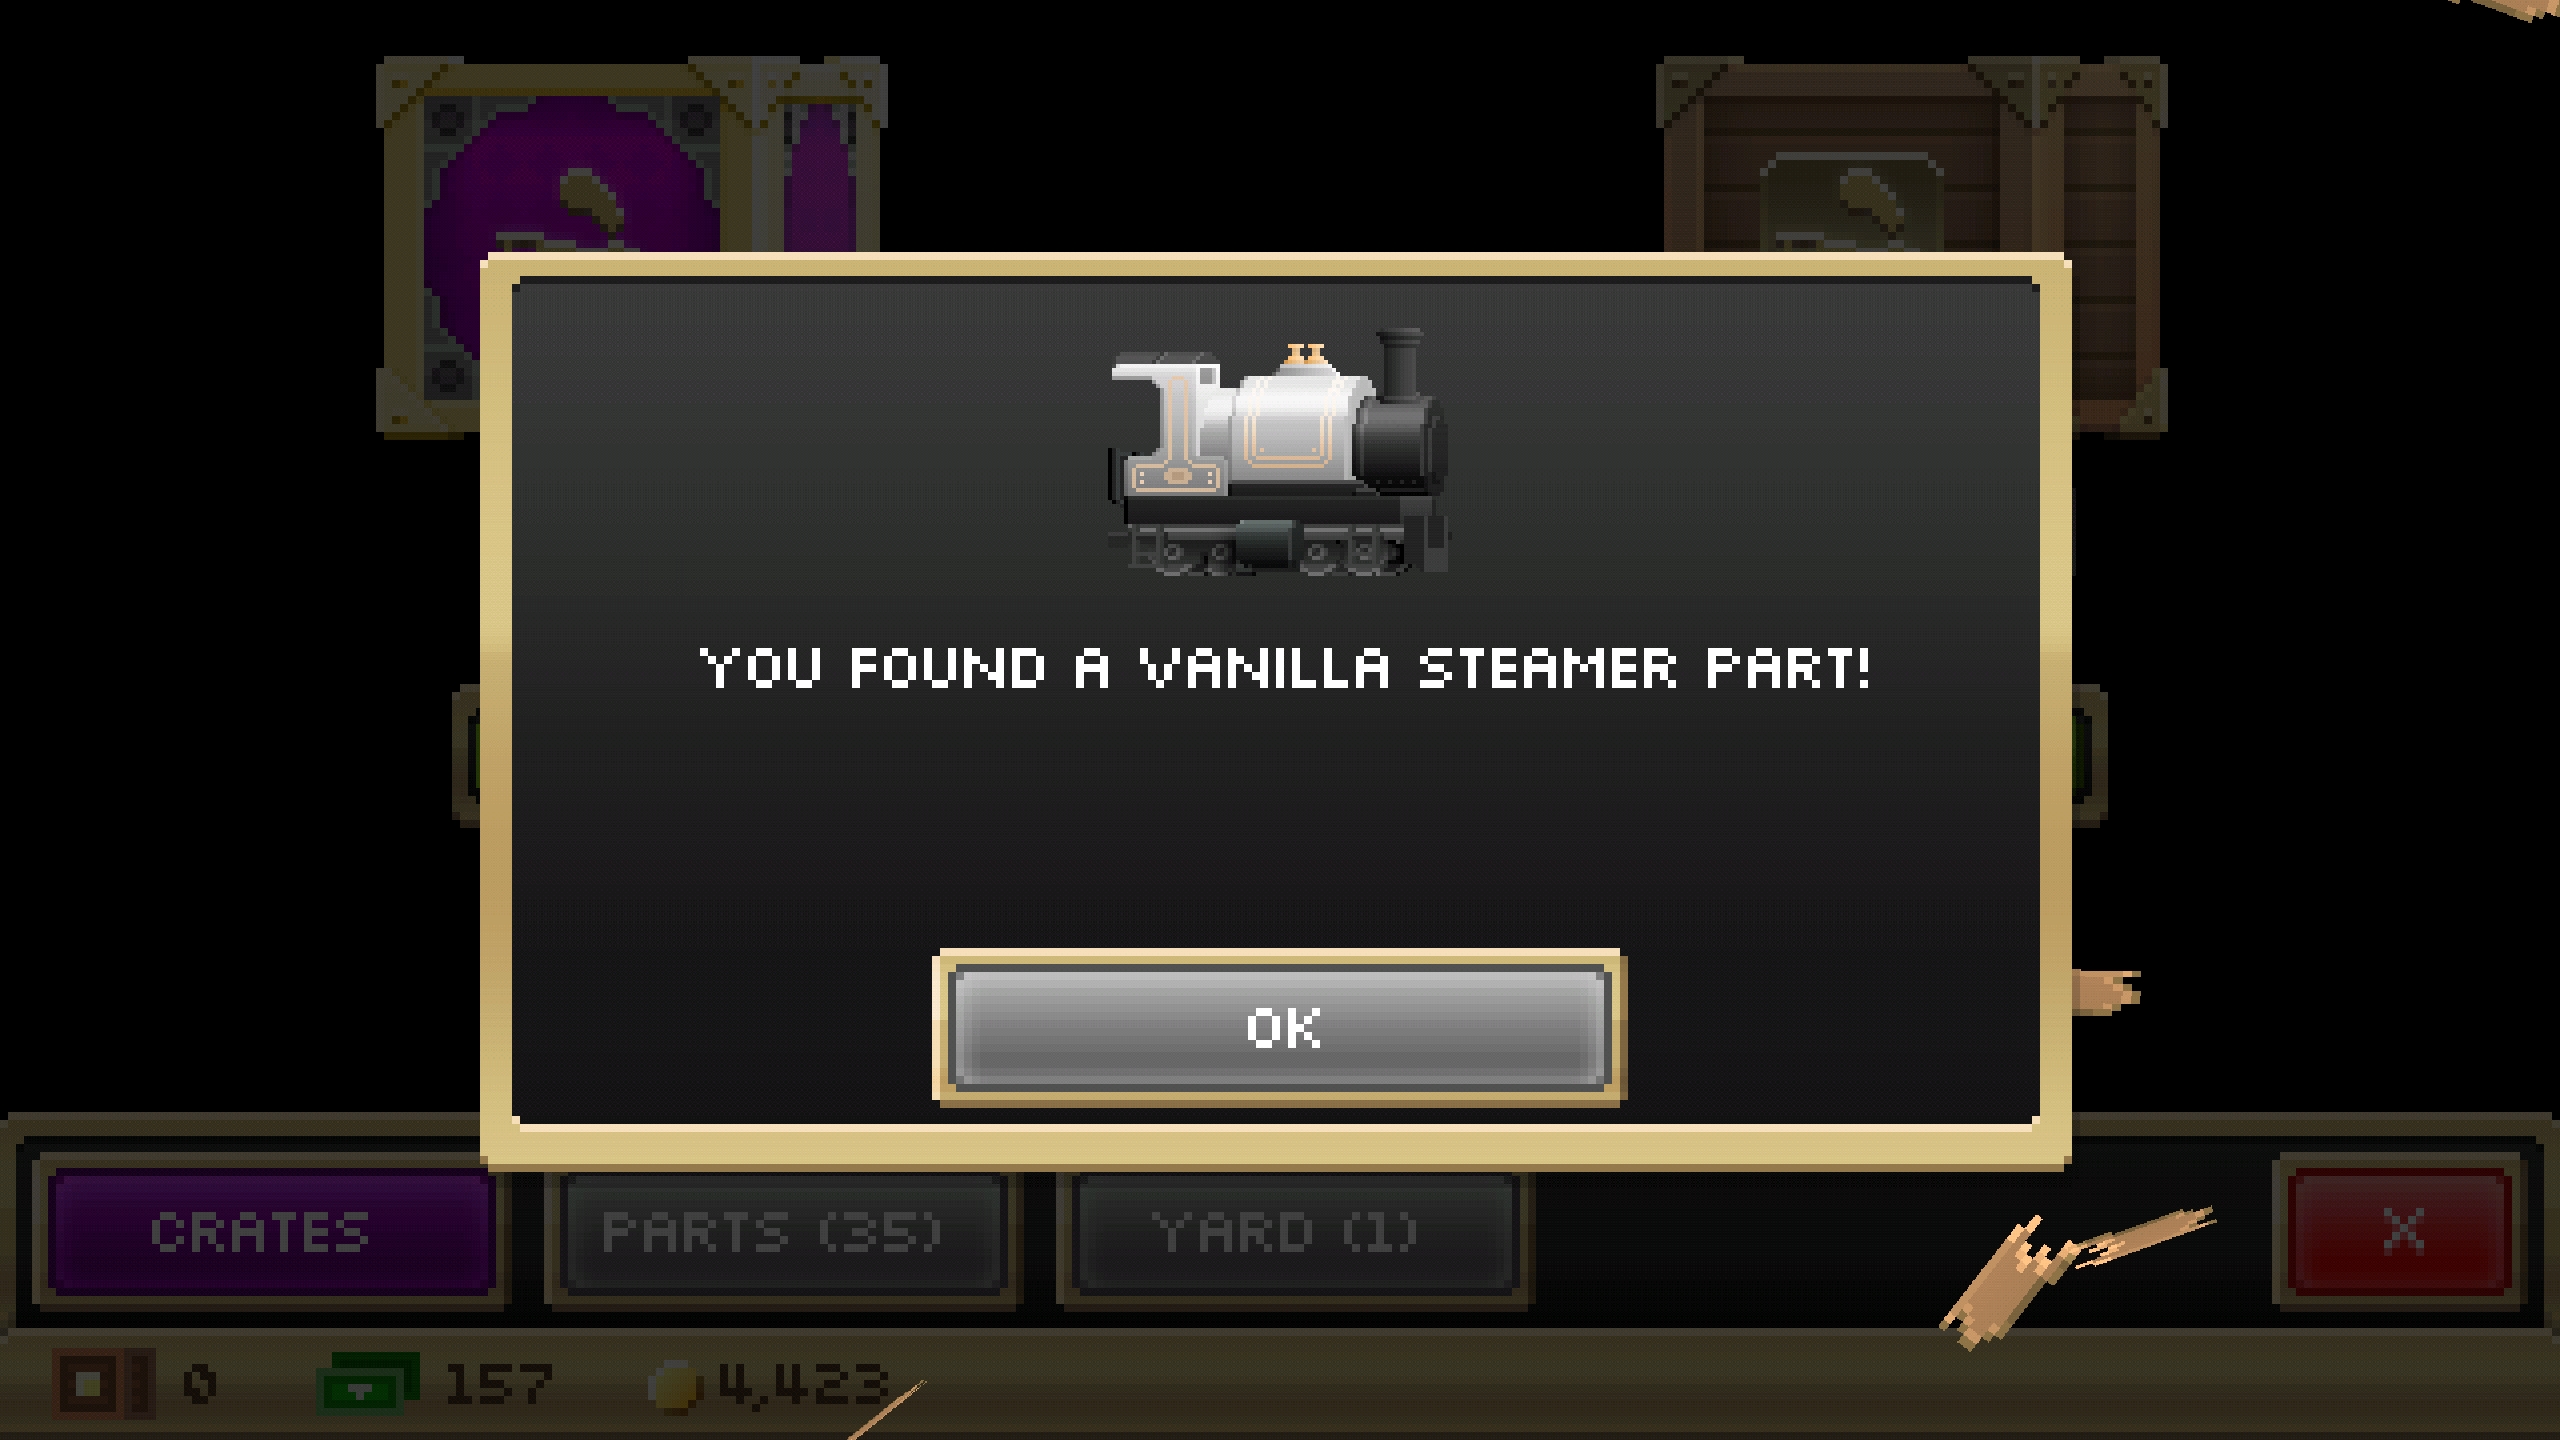 YOU FOUND A VANILLA STEAMER PART!
OK
CRATES
PARTS (35)
YARD (1)
X
0
157
4,423